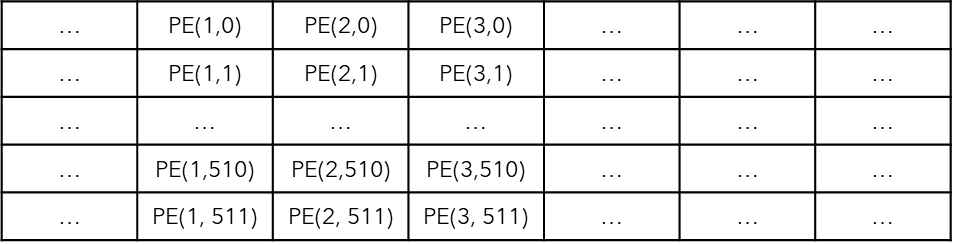 … PE(1,0) PE(2,0) PE(3,0) … … …
… PE(1,1) PE(2,1) PE(3,1) … … …
… … … … … … …
… PE(1,510) PE(2,510) PE(3,510) … … …
… PE(1, 511) PE(2, 511) PE(3, 511) … … …